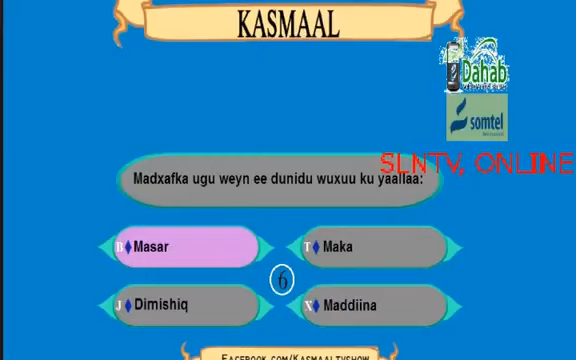 KASMAAL
Dahab
somtel
SLNTV, ONLINE
Madxafka ugu weyn ee dunidu wuxuu ku yaallaa:
B Masar
T Maka
6
J Dimishiq
X Maddiina
FACEBOOK.COM/KASMAALTVSHOW